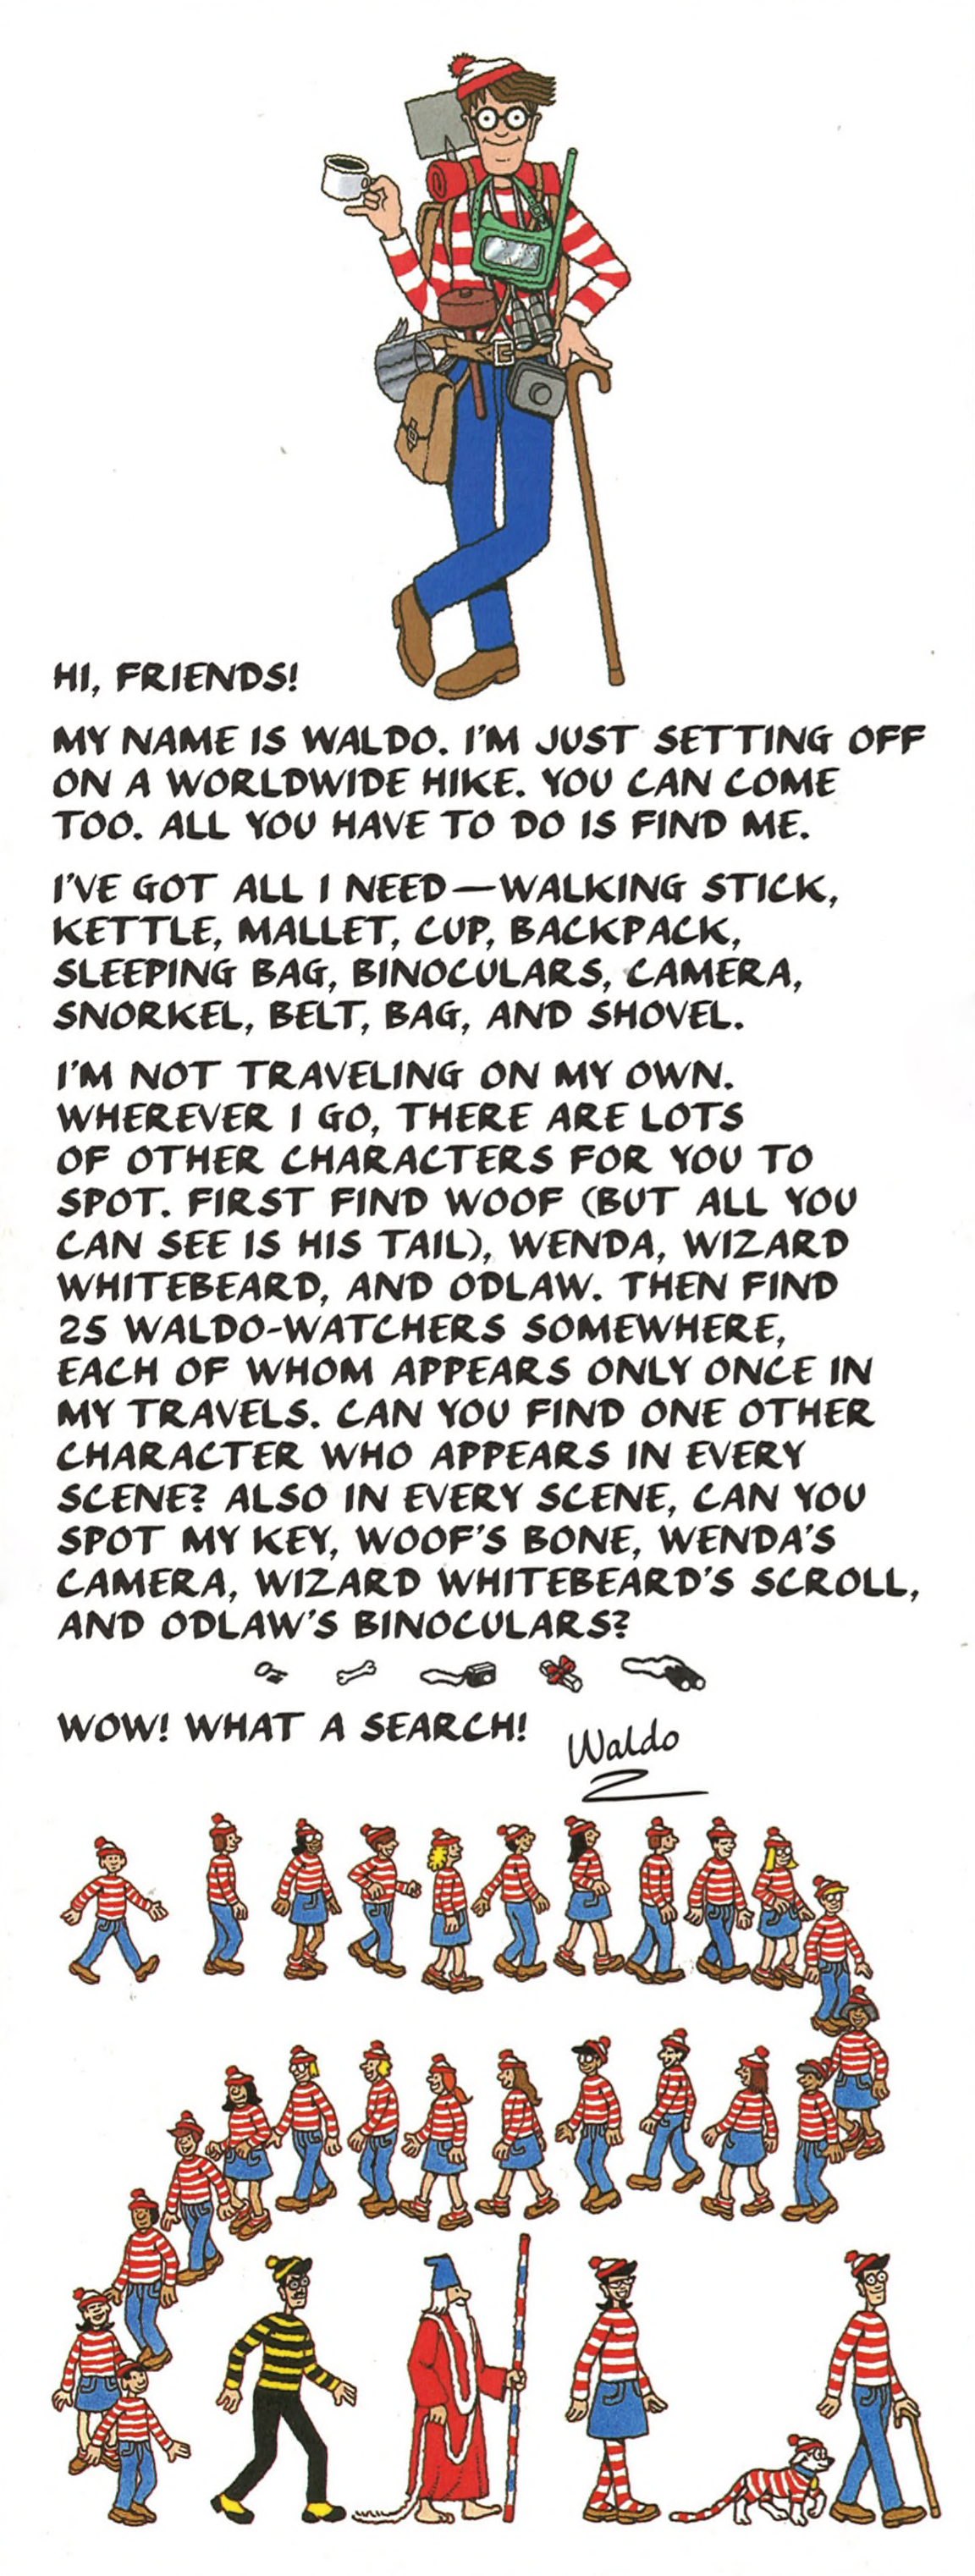 HI, FRIENDS!
MY NAME IS WALDO. I'M JUST SETTING OFF
ON A WORLDWIDE HIKE. YOU CAN COME
TOO. ALL YOU HAVE TO DO IS FIND ME.
I'VE GOT ALL I NEED—WALKING STICK,
KETTLE, MALLET, CUP, BACKPACK,
SLEEPING BAG, BINOCULARS, CAMERA,
SNORKEL, BELT, BAG, AND SHOVEL.
I'M NOT TRAVELING ON MY OWN.
WHEREVER I GO, THERE ARE LOTS
OF OTHER CHARACTERS FOR YOU TO
SPOT. FIRST FIND WOOF (BUT ALL YOU
CAN SEE IS HIS TAIL), WENDA, WIZARD
WHITEBEARD, AND ODLAW. THEN FIND
25 WALDO-WATCHERS SOMEWHERE,
EACH OF WHOM APPEARS ONLY ONCE IN
MY TRAVELS. CAN YOU FIND ONE OTHER
CHARACTER WHO APPEARS IN EVERY
SCENE? ALSO IN EVERY SCENE, CAN YOU
SPOT MY KEY, WOOF'S BONE, WENDA'S
CAMERA, WIZARD WHITEBEARD'S SCROLL,
AND ODLAW'S BINOCULARS?
WOW! WHAT A SEARCH!
Waldo